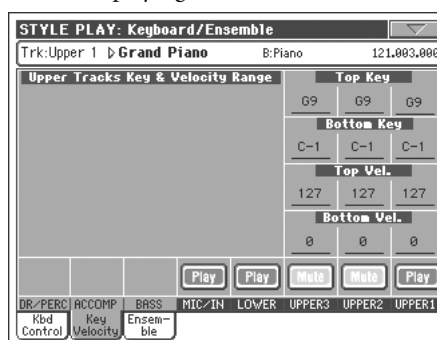 STYLE PLAY: Keyboard/Ensemble
Trk:Upper 1 ▷Grand Piano B:Piano 121.003.000
Upper Tracks Key & Velocity Range
Top Key
G9 G9 G9
Bottom Key
C-1 C-1 C-1
Top Vel.
127 127 127
Bottom Vel.
0 0 0
Play Play Mute Mute Play
DR/PERC ACCOMP BASS MIC/IN LOWER UPPER3 UPPER2 UPPER1
Kbd Control
Key Velocity
Ensem-ble